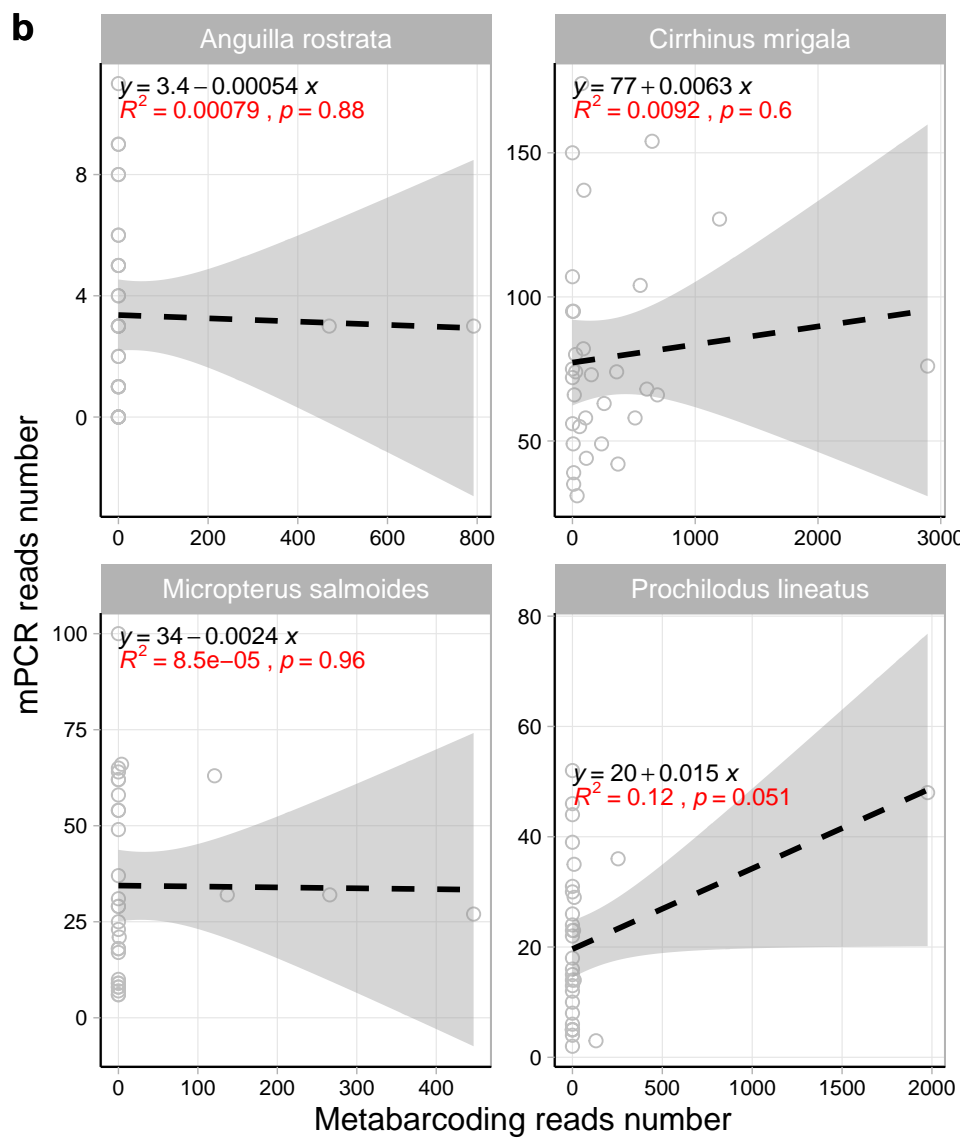 b
Anguilla rostrata
Cirrhinus mrigala
y = 3.4 − 0.00054 x
R² = 0.00079 , p = 0.88
y = 77 + 0.0063 x
R² = 0.0092 , p = 0.6
8
4
0
150
100
50
0 200 400 600 800
0 1000 2000 3000
mPCR reads number
Micropterus salmoides
Prochilodus lineatus
y = 34 − 0.0024 x
R² = 8.5e−05 , p = 0.96
y = 20 + 0.015 x
R² = 0.12 , p = 0.051
100
75
50
25
0
80
60
40
20
0
0 100 200 300 400
0 500 1000 1500 2000
Metabarcoding reads number